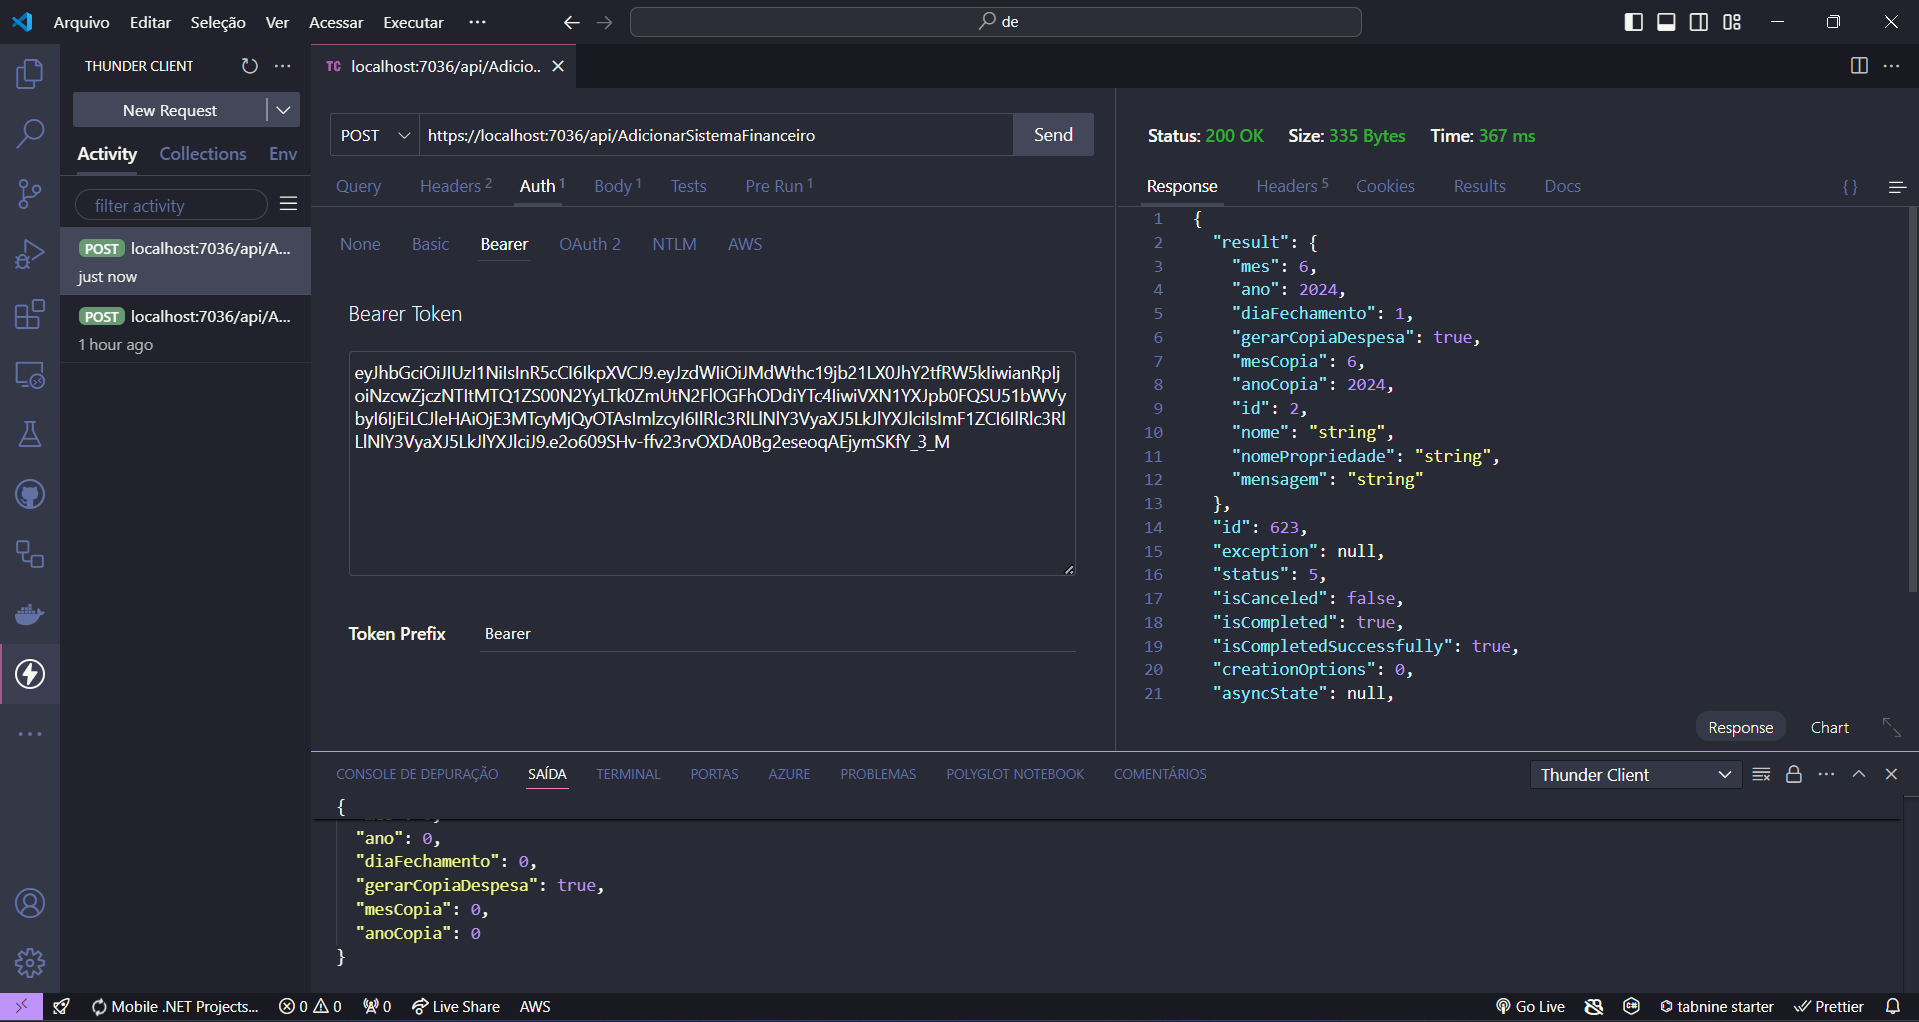 Arquivo Editar Seleção Ver Acessar Executar ···
de
THUNDER CLIENT
New Request
Activity Collections Env
filter activity
POST localhost:7036/api/A...
just now
POST localhost:7036/api/A...
1 hour ago
TC localhost:7036/api/Adicio..
POST https://localhost:7036/api/AdicionarSistemaFinanceiro Send
Query Headers 2 Auth 1 Body 1 Tests Pre Run 1
None Basic Bearer OAuth 2 NTLM AWS
Bearer Token
Token Prefix Bearer
Status: 200 OK Size: 335 Bytes Time: 367 ms
Response Headers 5 Cookies Results Docs {}
1 {
2 "result": {
3 "mes": 6,
4 "ano": 2024,
5 "diaFechamento": 1,
6 "gerarCopiaDespesa": true,
7 "mesCopia": 6,
8 "anoCopia": 2024,
9 "id": 2,
10 "nome": "string",
11 "nomePropriedade": "string",
12 "mensagem": "string"
13 },
14 "id": 623,
15 "exception": null,
16 "status": 5,
17 "isCanceled": false,
18 "isCompleted": true,
19 "isCompletedSuccessfully": true,
20 "creationOptions": 0,
21 "asyncState": null,
Response Chart
CONSOLE DE DEPURAÇÃO SAÍDA TERMINAL PORTAS AZURE PROBLEMAS POLYGLOT NOTEBOOK COMENTÁRIOS
Thunder Client
{
"ano": 0,
"diaFechamento": 0,
"gerarCopiaDespesa": true,
"mesCopia": 0,
"anoCopia": 0
}
Mobile .NET Projects... 0 0 0 Live Share AWS
Go Live tabnine starter Prettier